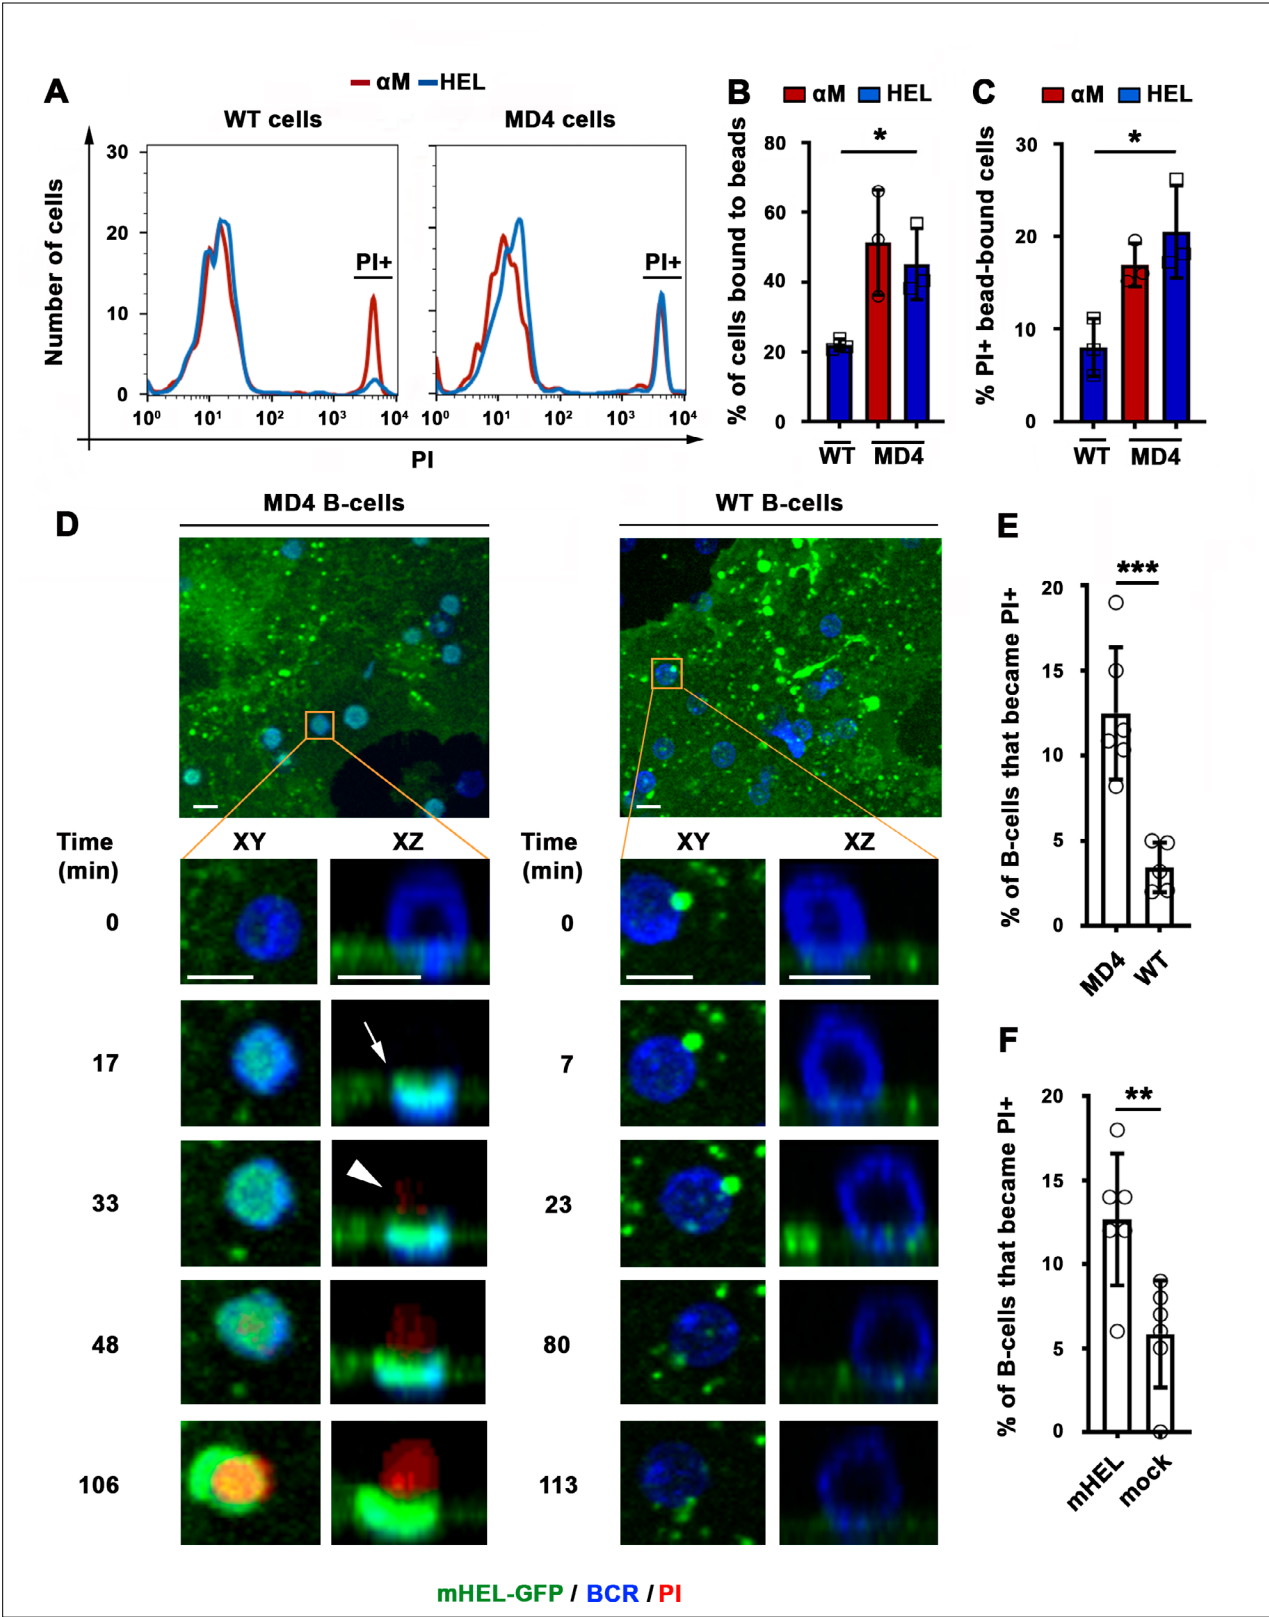 A
αM HEL
WT cells
MD4 cells
Number of cells
30
20
10
0
PI+
PI+
10⁰ 10¹ 10² 10³ 10⁴
10⁰ 10¹ 10² 10³ 10⁴
PI
B
αM HEL
% of cells bound to beads
80
60
40
20
0
*
WT MD4
C
αM HEL
% PI+ bead-bound cells
30
20
10
0
*
WT MD4
D
MD4 B-cells
WT B-cells
Time
(min)
XY XZ
0
17
33
48
106
Time
(min)
XY XZ
0
7
23
80
113
mHEL-GFP / BCR / PI
E
% of B-cells that became PI+
20
15
10
5
0
***
MD4 WT
F
% of B-cells that became PI+
20
15
10
5
0
**
mHEL mock